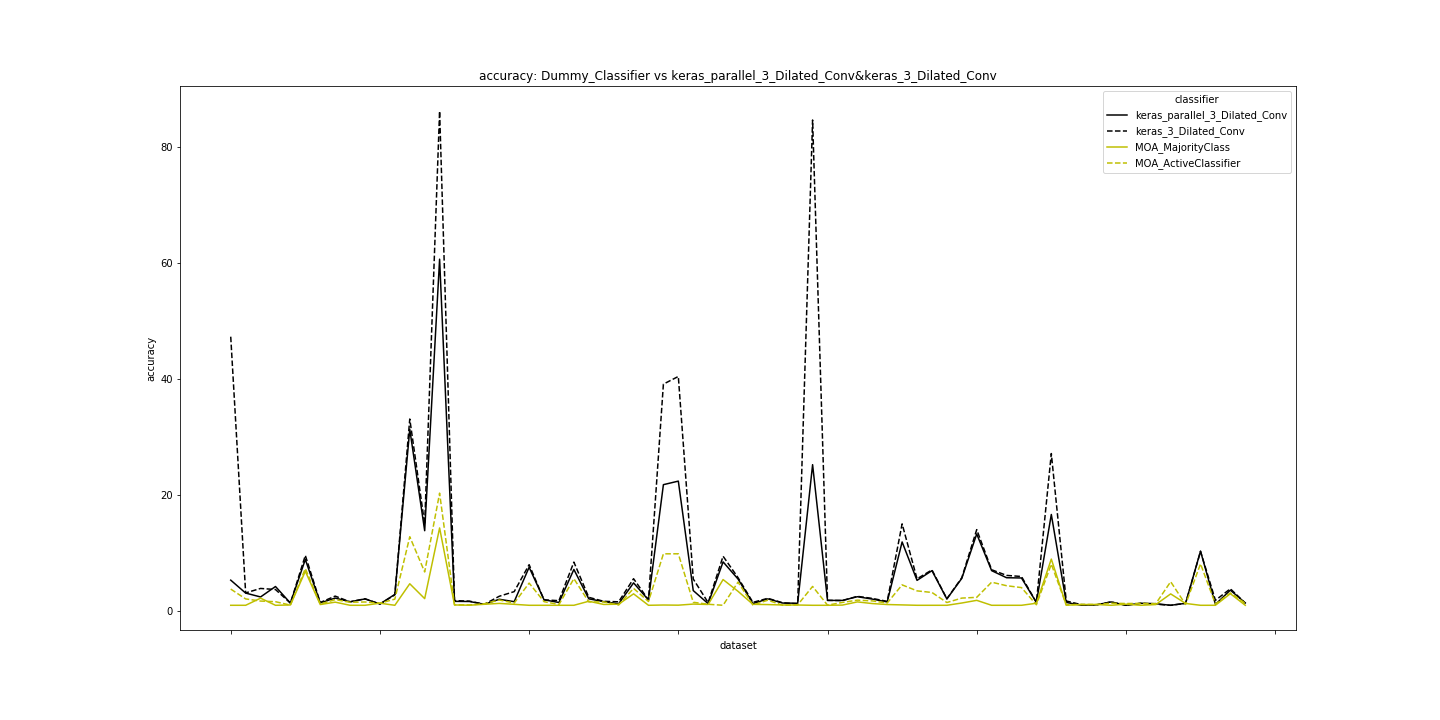 accuracy: Dummy_Classifier vs keras_parallel_3_Dilated_Conv&keras_3_Dilated_Conv
classifier
keras_parallel_3_Dilated_Conv
keras_3_Dilated_Conv
MOA_MajorityClass
MOA_ActiveClassifier
accuracy
80
60
40
20
0
dataset